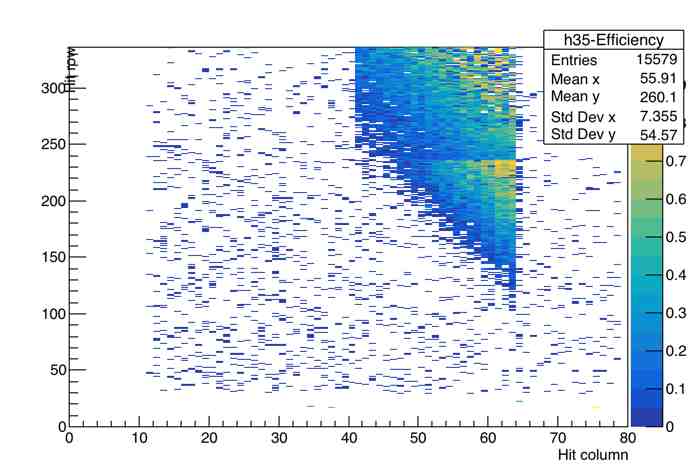 h35-Efficiency
Entries 15579
Mean x 55.91
Mean y 260.1
Std Dev x 7.355
Std Dev y 54.57
300
250
200
150
100
50
0
0 10 20 30 40 50 60 70 80
Hit column
0.7
0.6
0.5
0.4
0.3
0.2
0.1
0